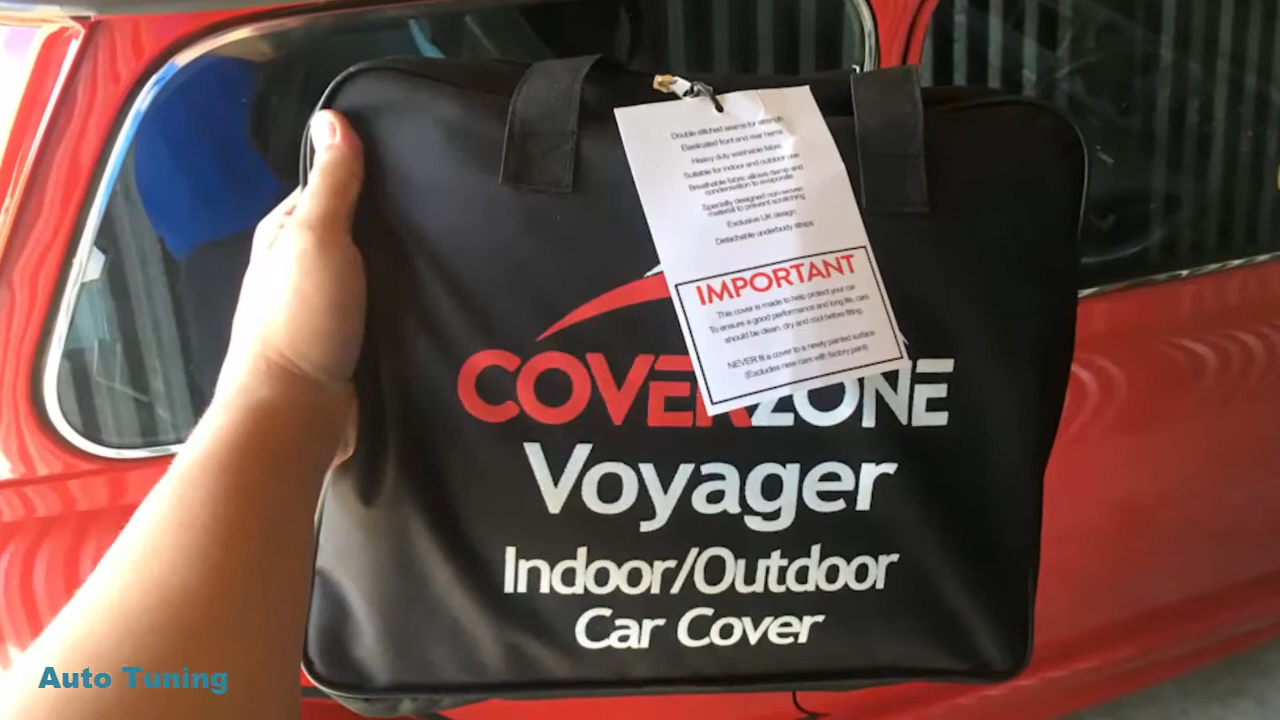 Double stitched seams for strength
Elasticated front and rear hems
Heavy duty washable fabric
Suitable for indoor and outdoor use
Breathable fabric allows damp and
condensation to evaporate
Specially designed non-woven
material to prevent scratching
Exclusive UK design
Detachable underbody straps
IMPORTANT
This cover is made to help protect your car
To ensure a good performance and long life, cars
should be clean, dry and cool before fitting.
NEVER fit a cover to a newly painted surface
(Excludes new cars with factory paint)
COVERZONE
Voyager
Indoor/Outdoor
Car Cover
Auto Tuning